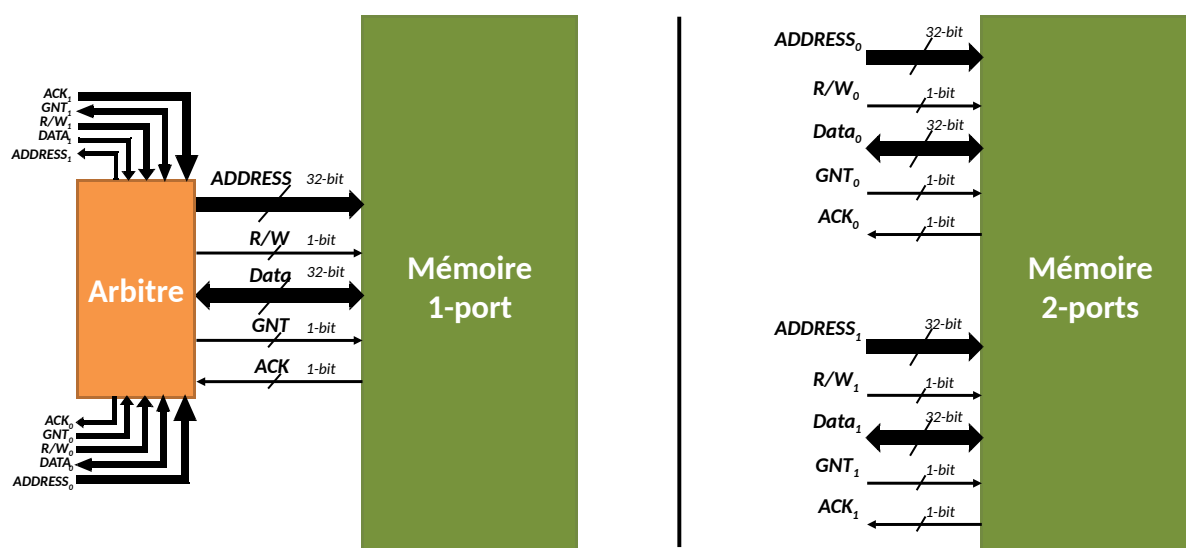 ACK1
GNT1
R/W1
DATA1
ADDRESS1
Arbitre
ACK0
GNT0
R/W0
DATA0
ADDRESS0
ADDRESS 32-bit
R/W 1-bit
Data 32-bit
GNT 1-bit
ACK 1-bit
Mémoire
1-port
ADDRESS0 32-bit
R/W0 1-bit
Data0 32-bit
GNT0 1-bit
ACK0 1-bit
ADDRESS1 32-bit
R/W1 1-bit
Data1 32-bit
GNT1 1-bit
ACK1 1-bit
Mémoire
2-ports